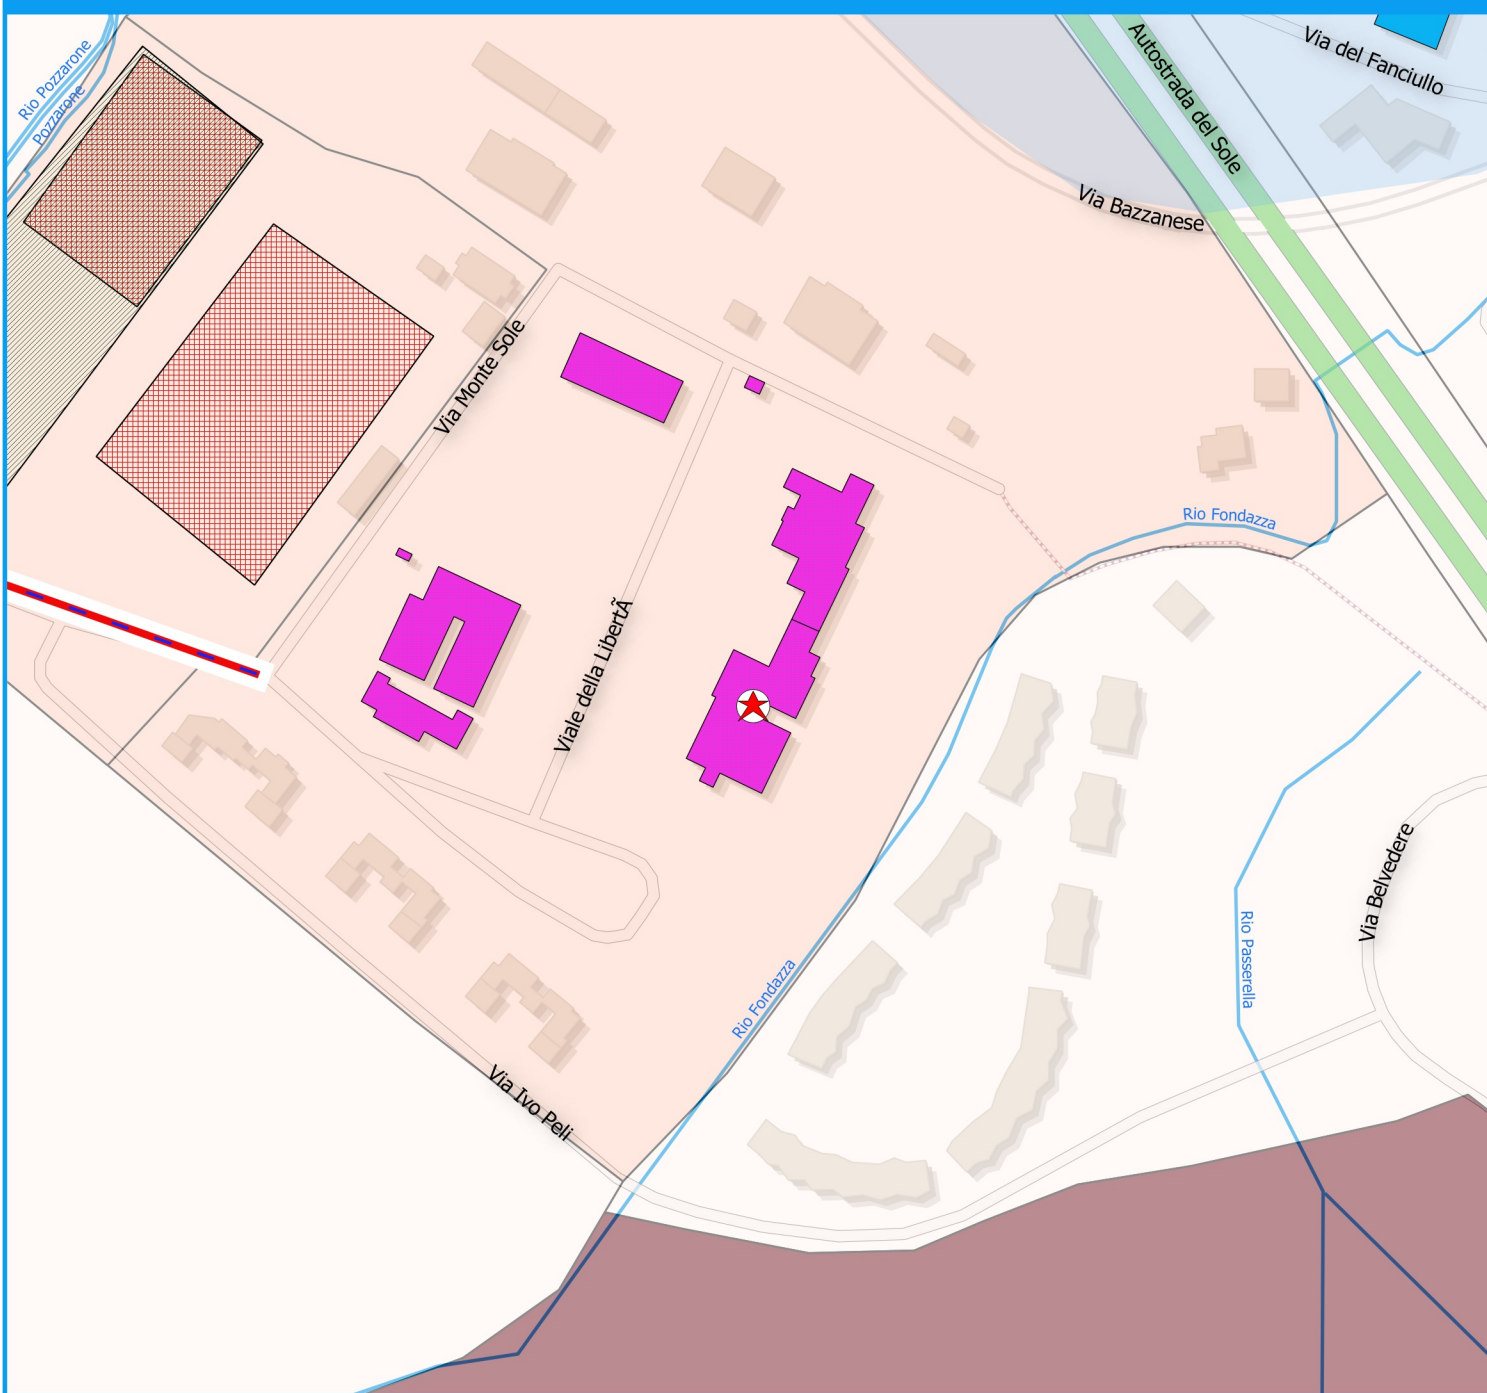 Via del Fanciullo
Autostrada del Sole
Rio Pozzarone
Pozzarone
Via Bazzanese
Via Monte Sole
Rio Fondazza
Viale della LibertÃ
Via Belvedere
Rio Passerella
Rio Fondazza
Via Ivo Peli